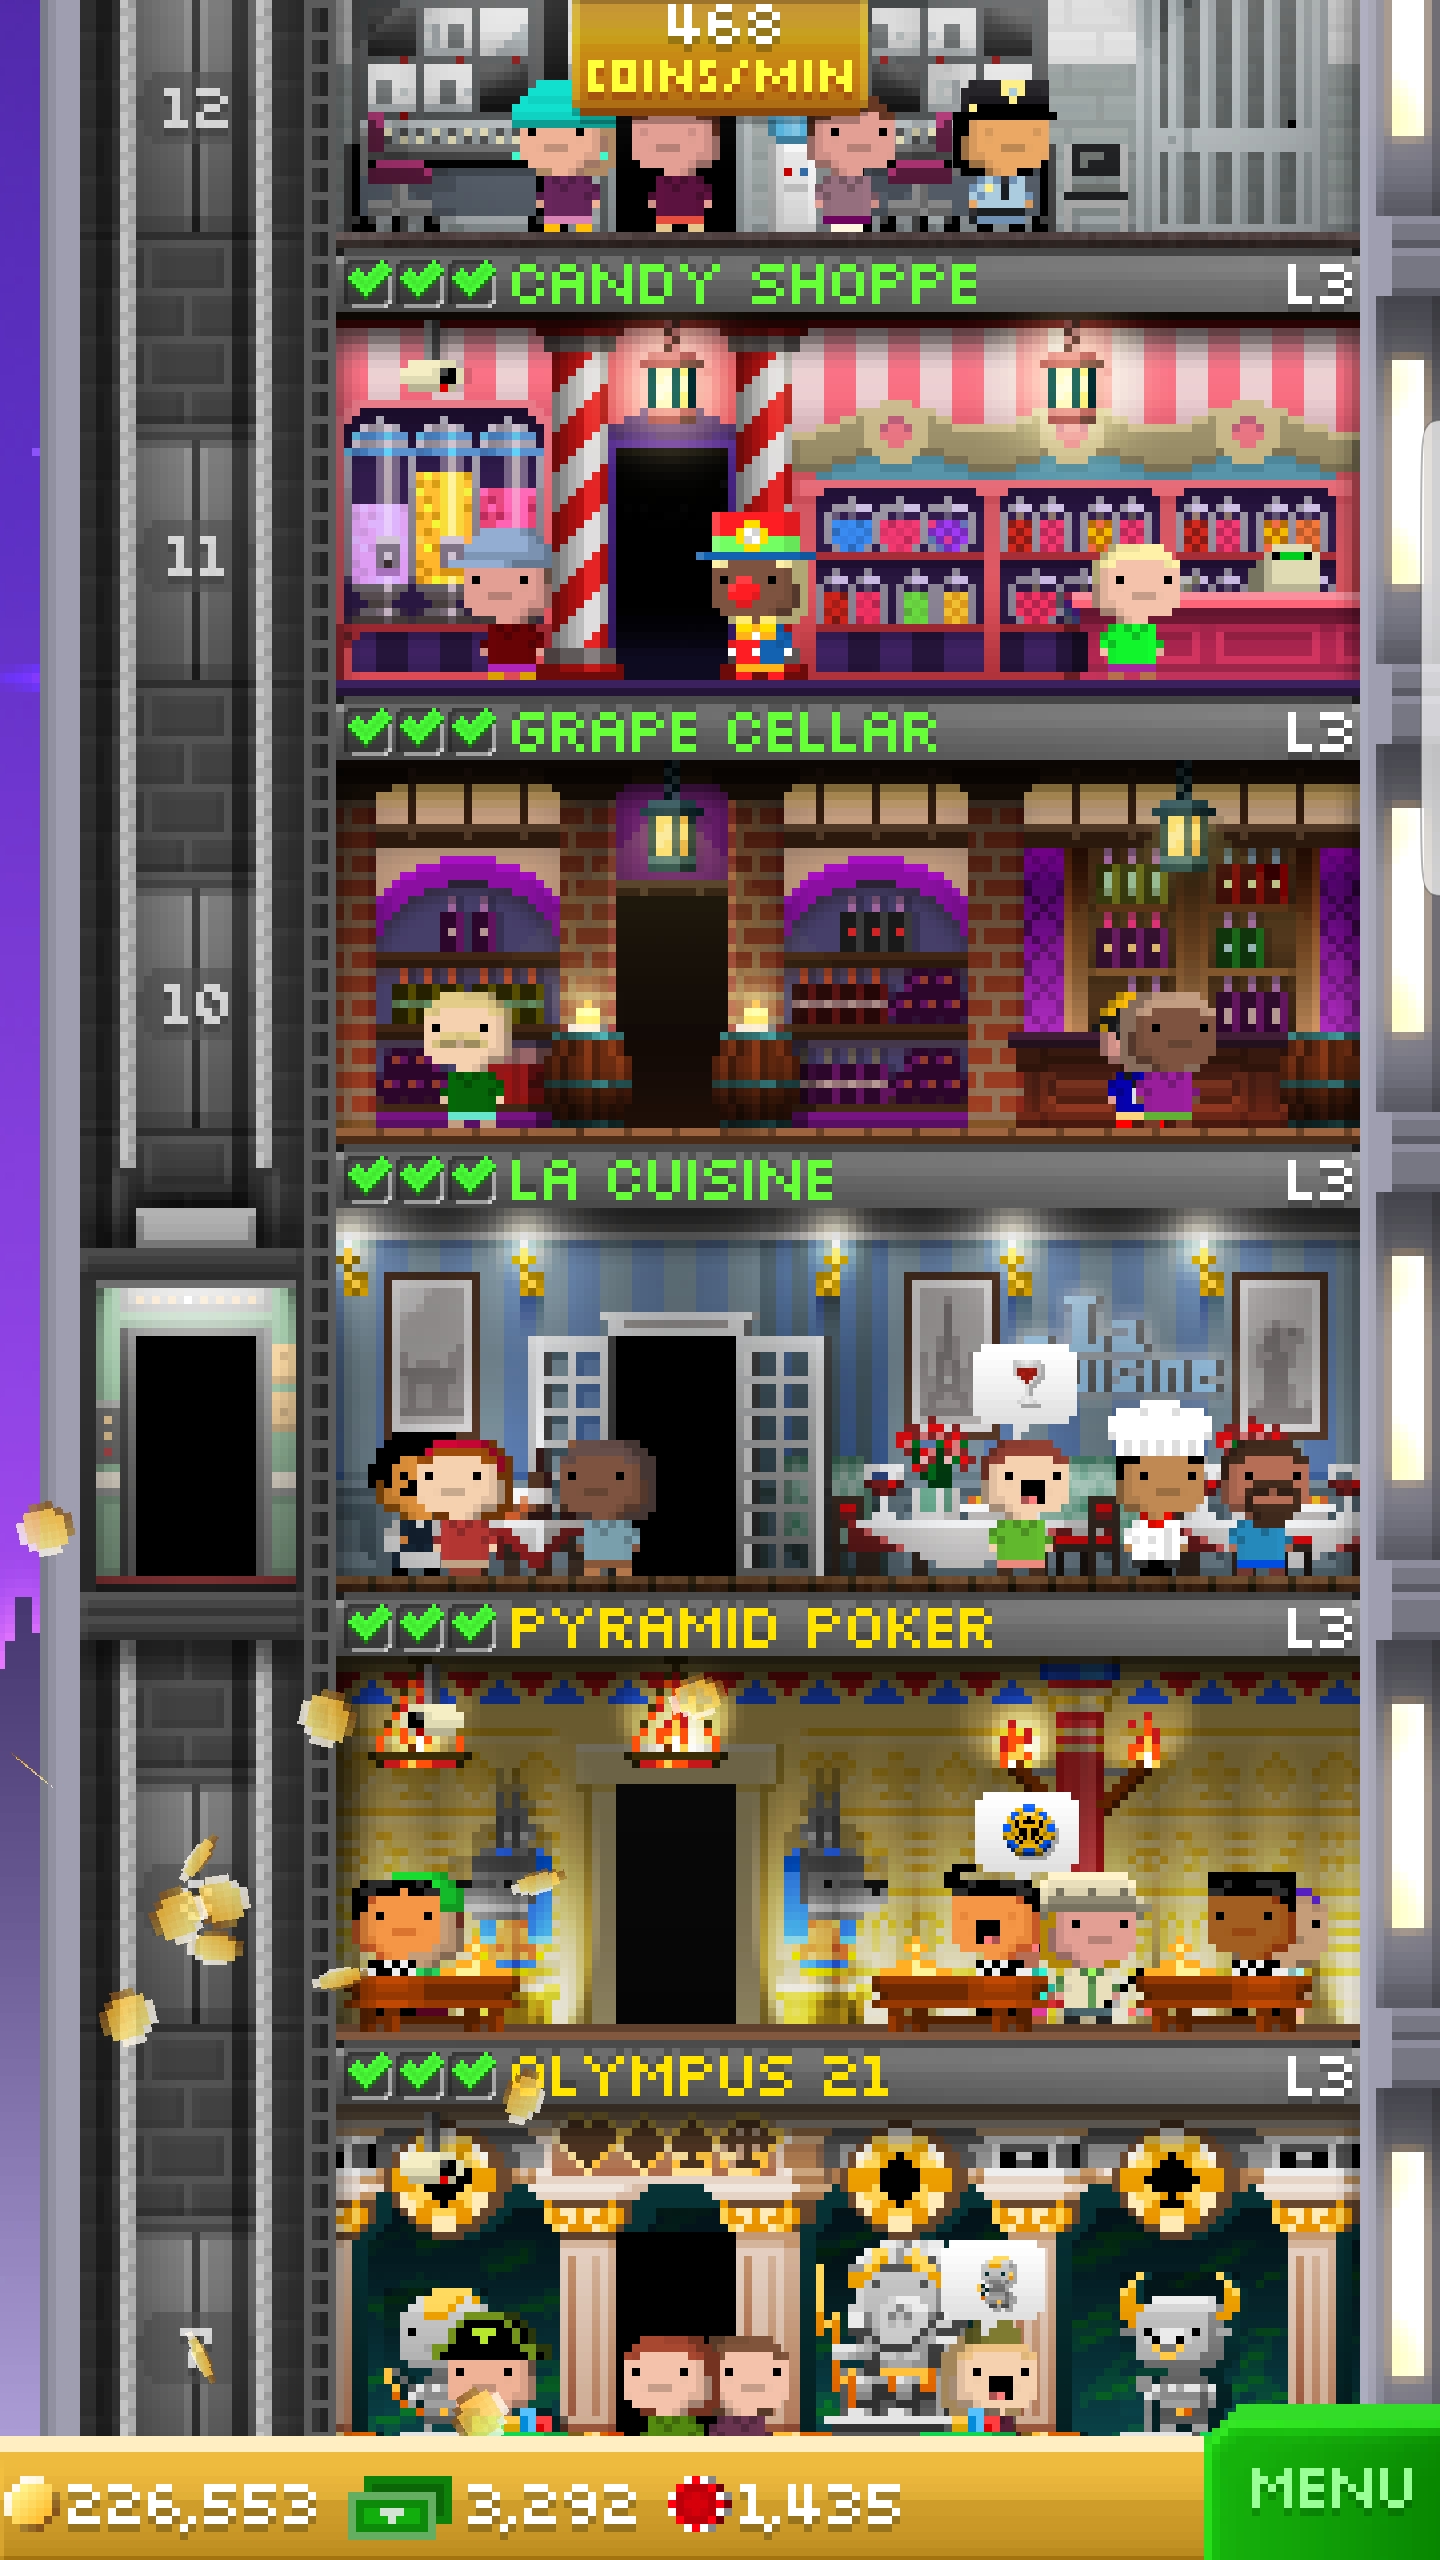 468
COINS/MIN
12
CANDY SHOPPE L3
11
GRAPE CELLAR L3
10
LA CUISINE L3
La
PYRAMID POKER L3
OLYMPUS 21 L3
7
226,553 3,292 1,435
MENU